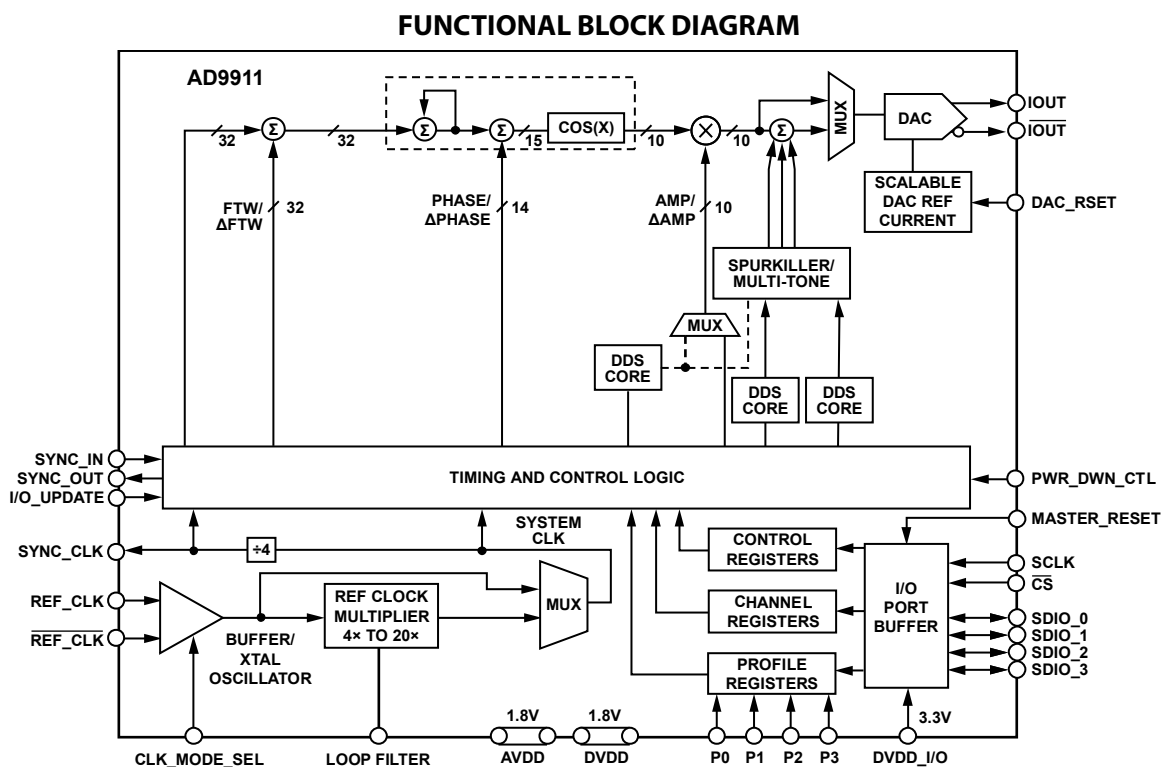 FUNCTIONAL BLOCK DIAGRAM
AD9911
Σ
32
32
Σ
Σ
15
COS(X)
10
×
10
Σ
MUX
DAC
IOUT
IOUT
SCALABLE
DAC REF
CURRENT
DAC_RSET
FTW/
ΔFTW
32
PHASE/
ΔPHASE
14
AMP/
ΔAMP
10
SPURKILLER/
MULTI-TONE
MUX
DDS
CORE
DDS
CORE
DDS
CORE
SYNC_IN
SYNC_OUT
I/O_UPDATE
TIMING AND CONTROL LOGIC
PWR_DWN_CTL
MASTER_RESET
SYNC_CLK
÷4
SYSTEM
CLK
REF_CLK
REF_CLK
BUFFER/
XTAL
OSCILLATOR
REF CLOCK
MULTIPLIER
4× TO 20×
MUX
CONTROL
REGISTERS
CHANNEL
REGISTERS
PROFILE
REGISTERS
I/O
PORT
BUFFER
SCLK
CS
SDIO_0
SDIO_1
SDIO_2
SDIO_3
1.8V
1.8V
3.3V
CLK_MODE_SEL
LOOP FILTER
AVDD
DVDD
P0
P1
P2
P3
DVDD_I/O